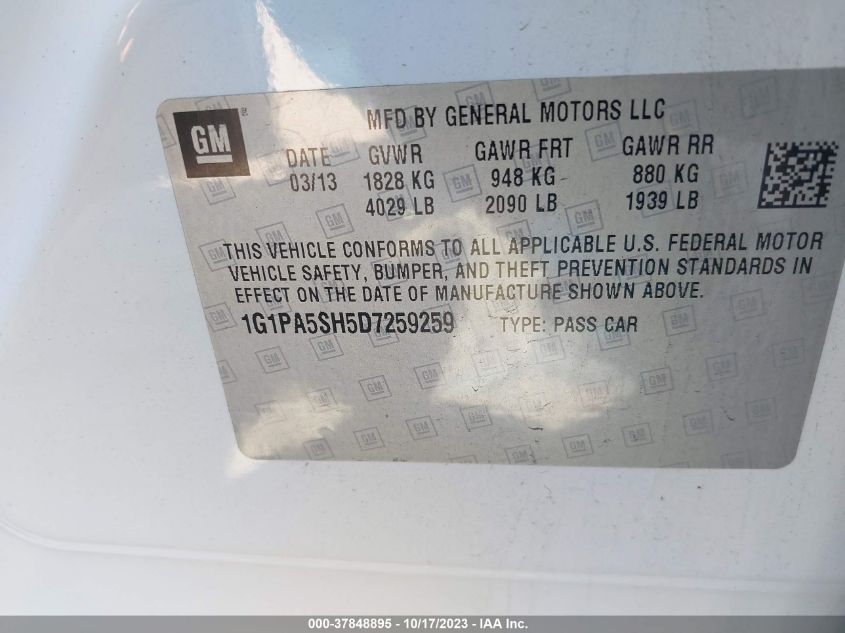 GM
MFD BY GENERAL MOTORS LLC
DATE GVWR GAWR FRT GAWR RR
03/13 1828 KG 948 KG 880 KG
4029 LB 2090 LB 1939 LB
THIS VEHICLE CONFORMS TO ALL APPLICABLE U.S. FEDERAL MOTOR
VEHICLE SAFETY, BUMPER, AND THEFT PREVENTION STANDARDS IN
EFFECT ON THE DATE OF MANUFACTURE SHOWN ABOVE.
1G1PA5SH5D7259259 TYPE: PASS CAR
000-37848895 - 10/17/2023 - IAA Inc.